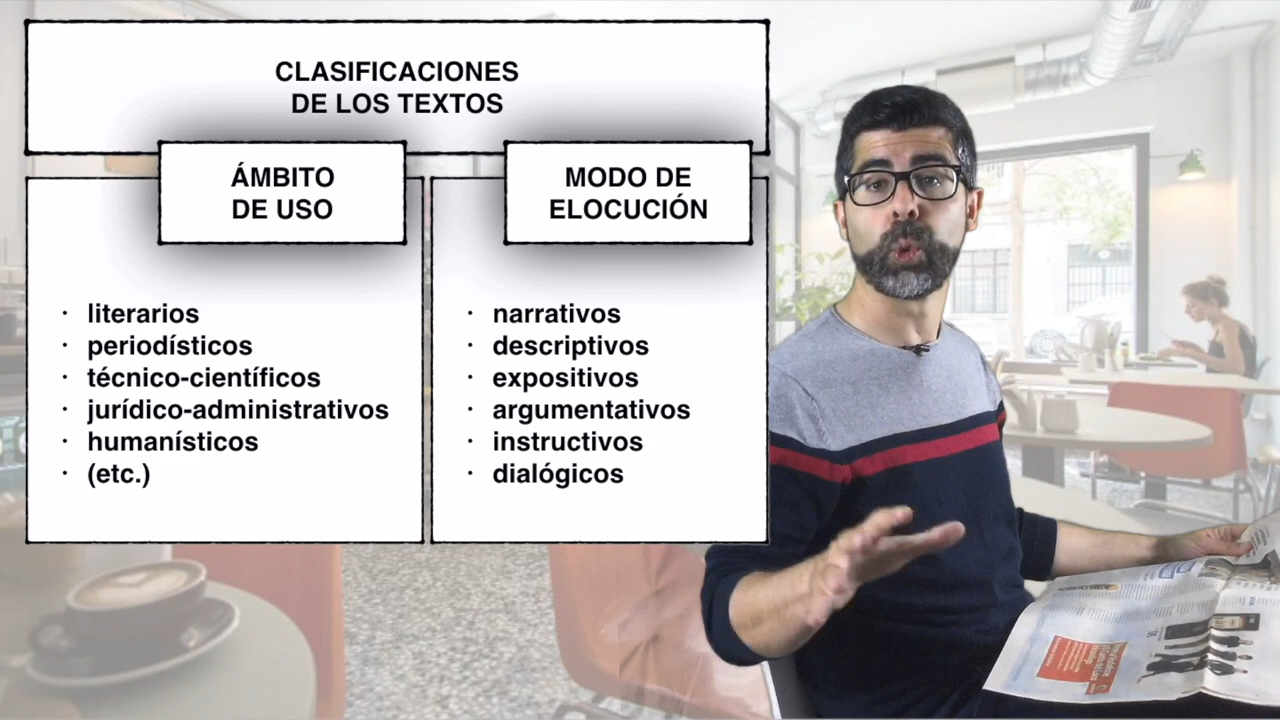 CLASIFICACIONES
DE LOS TEXTOS
ÁMBITO
DE USO
· literarios
· periodísticos
· técnico-científicos
· jurídico-administrativos
· humanísticos
· (etc.)
MODO DE
ELOCUCIÓN
· narrativos
· descriptivos
· expositivos
· argumentativos
· instructivos
· dialógicos